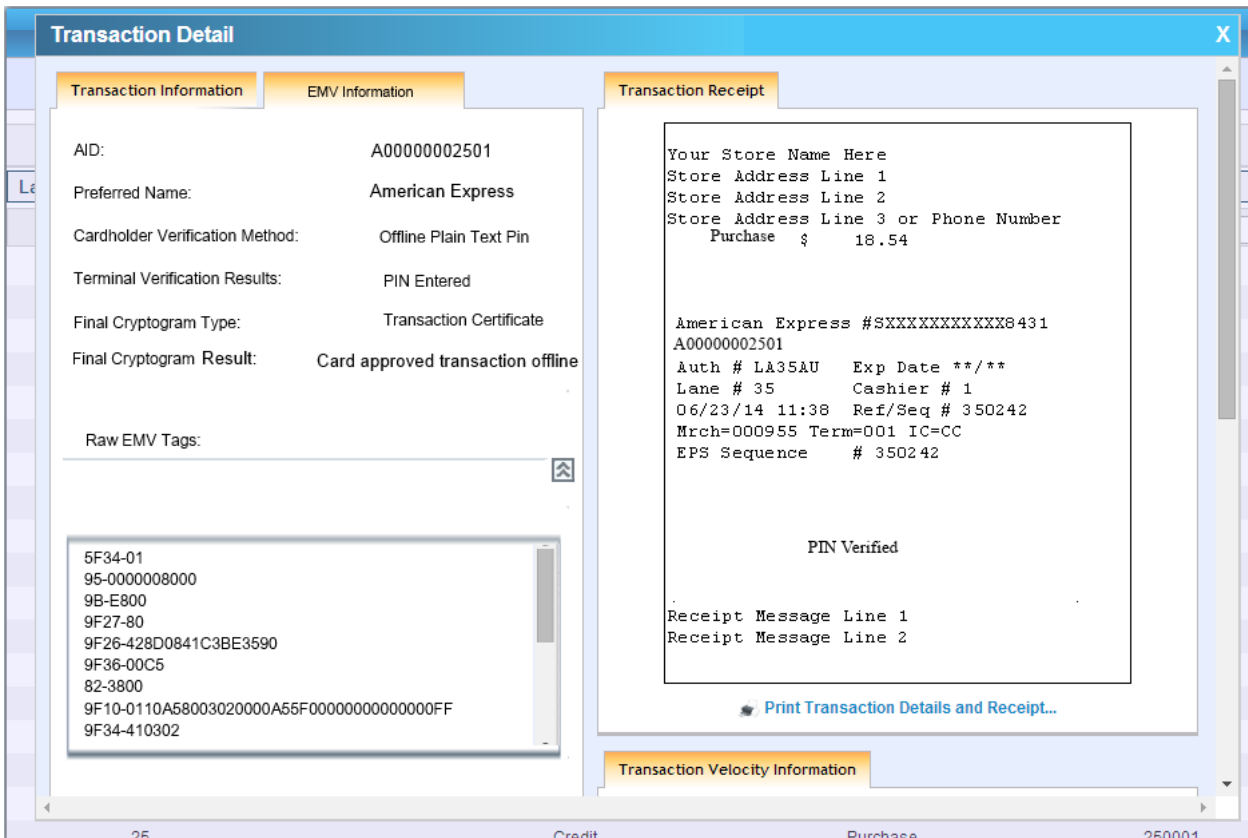 Transaction Detail X
Transaction Information EMV Information
AID: A00000002501
Preferred Name: American Express
Cardholder Verification Method: Offline Plain Text Pin
Terminal Verification Results: PIN Entered
Final Cryptogram Type: Transaction Certificate
Final Cryptogram Result: Card approved transaction offline
Raw EMV Tags:
5F34-01
95-0000008000
9B-E800
9F27-80
9F26-428D0841C3BE3590
9F36-00C5
82-3800
9F10-0110A58003020000A55F00000000000000FF
9F34-410302
Transaction Receipt
Your Store Name Here
Store Address Line 1
Store Address Line 2
Store Address Line 3 or Phone Number
Purchase $ 18.54
American Express #SXXXXXXXXXXX8431
A00000002501
Auth # LA35AU Exp Date **/**
Lane # 35 Cashier # 1
06/23/14 11:38 Ref/Seq # 350242
Mrch=000955 Term=001 IC=CC
EPS Sequence # 350242
PIN Verified
Receipt Message Line 1
Receipt Message Line 2
Print Transaction Details and Receipt...
Transaction Velocity Information
25 Credit Purchase 250001